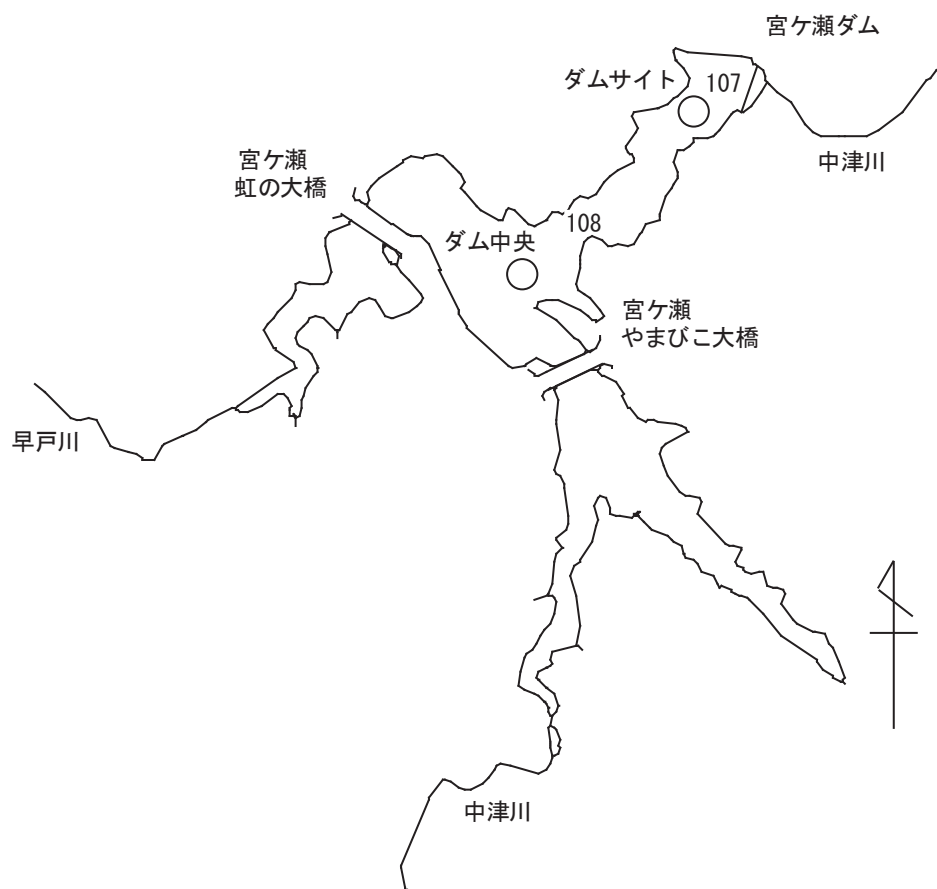 宮ケ瀬ダム
ダムサイト
107
中津川
宮ケ瀬
虹の大橋
108
ダム中央
宮ケ瀬
やまびこ大橋
早戸川
中津川